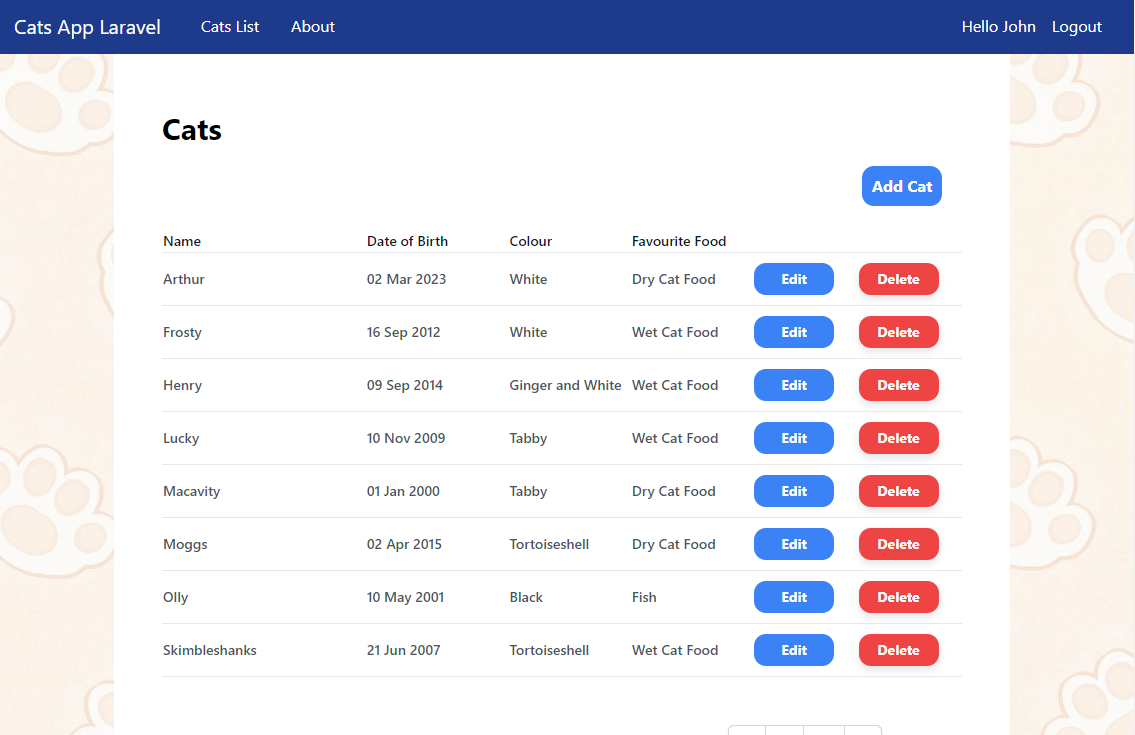 Cats App Laravel Cats List About Hello John Logout
Cats
Add Cat
Name Date of Birth Colour Favourite Food
Arthur 02 Mar 2023 White Dry Cat Food Edit Delete
Frosty 16 Sep 2012 White Wet Cat Food Edit Delete
Henry 09 Sep 2014 Ginger and White Wet Cat Food Edit Delete
Lucky 10 Nov 2009 Tabby Wet Cat Food Edit Delete
Macavity 01 Jan 2000 Tabby Dry Cat Food Edit Delete
Moggs 02 Apr 2015 Tortoiseshell Dry Cat Food Edit Delete
Olly 10 May 2001 Black Fish Edit Delete
Skimbleshanks 21 Jun 2007 Tortoiseshell Wet Cat Food Edit Delete